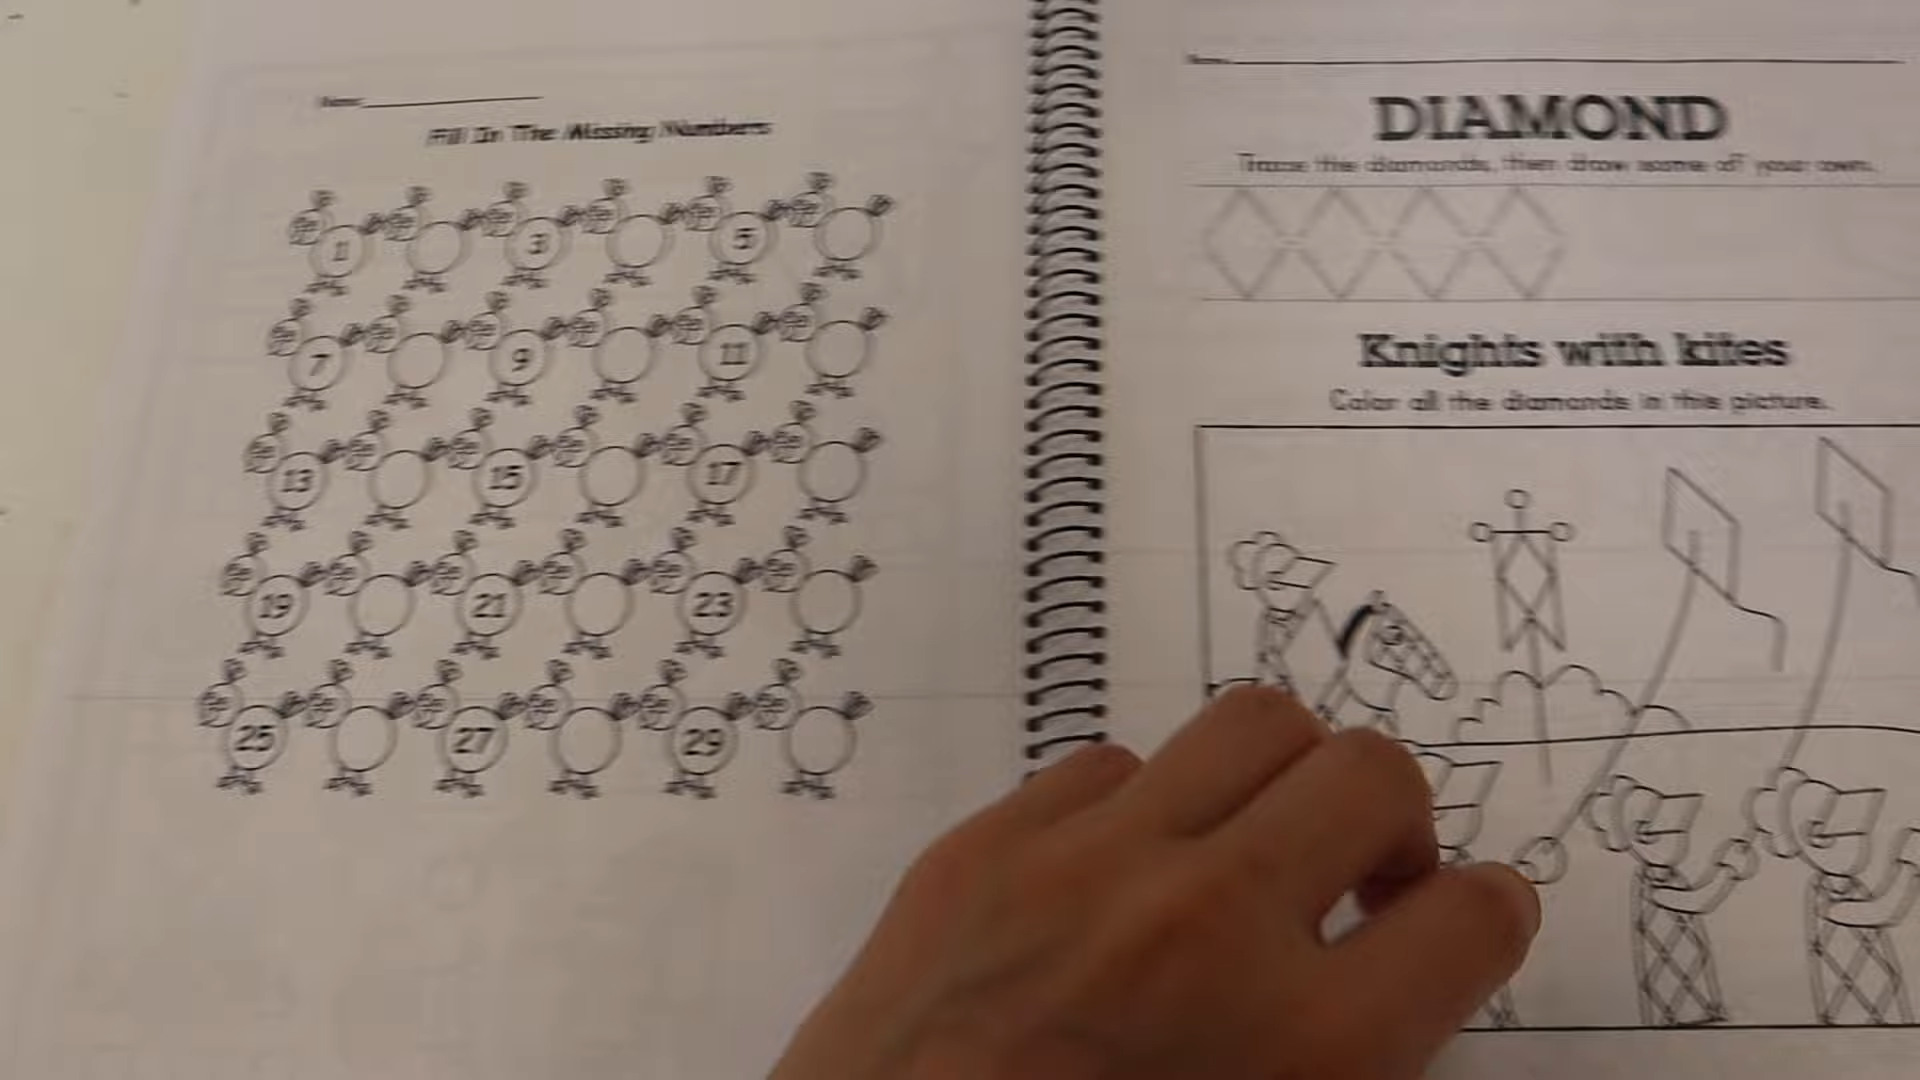 Name
Fill In The Missing Numbers
1 3 5
7 9 11
13 15 17
19 21 23
25 27 29
Name
DIAMOND
Trace the diamonds, then draw some of your own.
Knights with kites
Color all the diamonds in this picture.